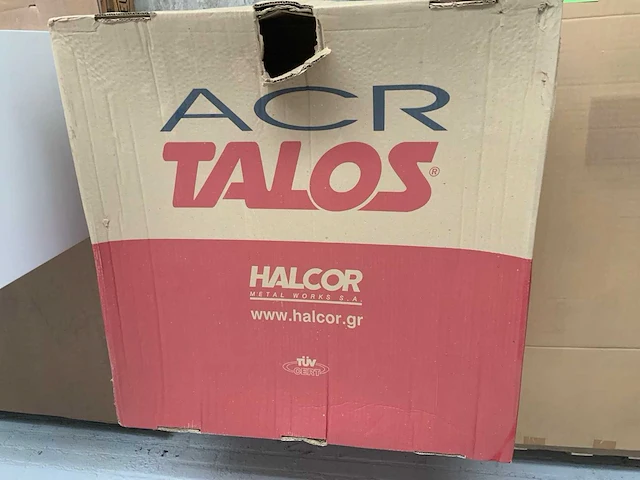 ACR
TALOS®
HALCOR
METAL WORKS S.A.
www.halcor.gr
TÜV
CERT